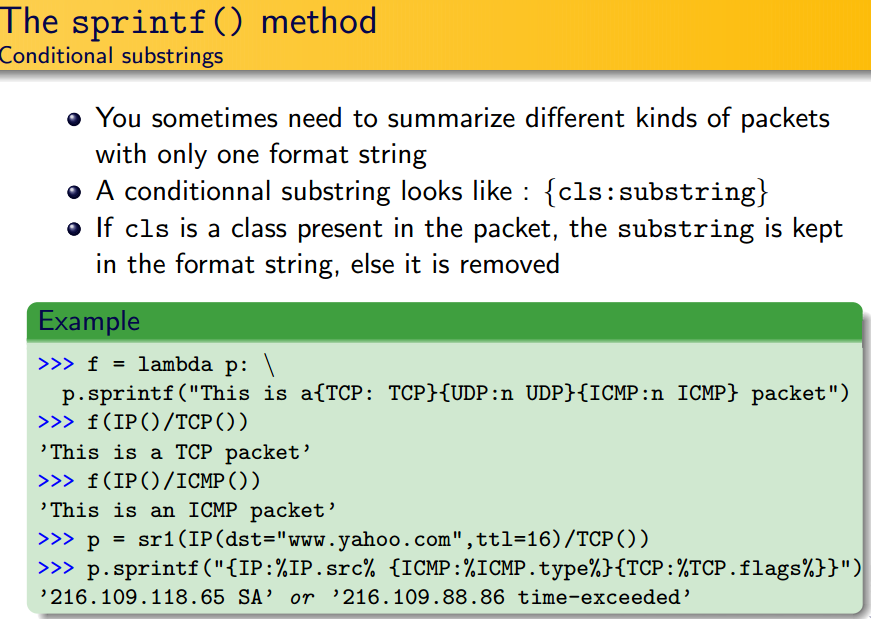 The sprintf() method
Conditional substrings
You sometimes need to summarize different kinds of packets
with only one format string
A conditionnal substring looks like : {cls:substring}
If cls is a class present in the packet, the substring is kept
in the format string, else it is removed
Example
>>> f = lambda p: \
p.sprintf("This is a{TCP: TCP}{UDP:n UDP}{ICMP:n ICMP} packet")
>>> f(IP()/TCP())
’This is a TCP packet’
>>> f(IP()/ICMP())
’This is an ICMP packet’
>>> p = sr1(IP(dst="www.yahoo.com",ttl=16)/TCP())
>>> p.sprintf("{IP:%IP.src% {ICMP:%ICMP.type%}{TCP:%TCP.flags%}}")
’216.109.118.65 SA’ or ’216.109.88.86 time-exceeded’